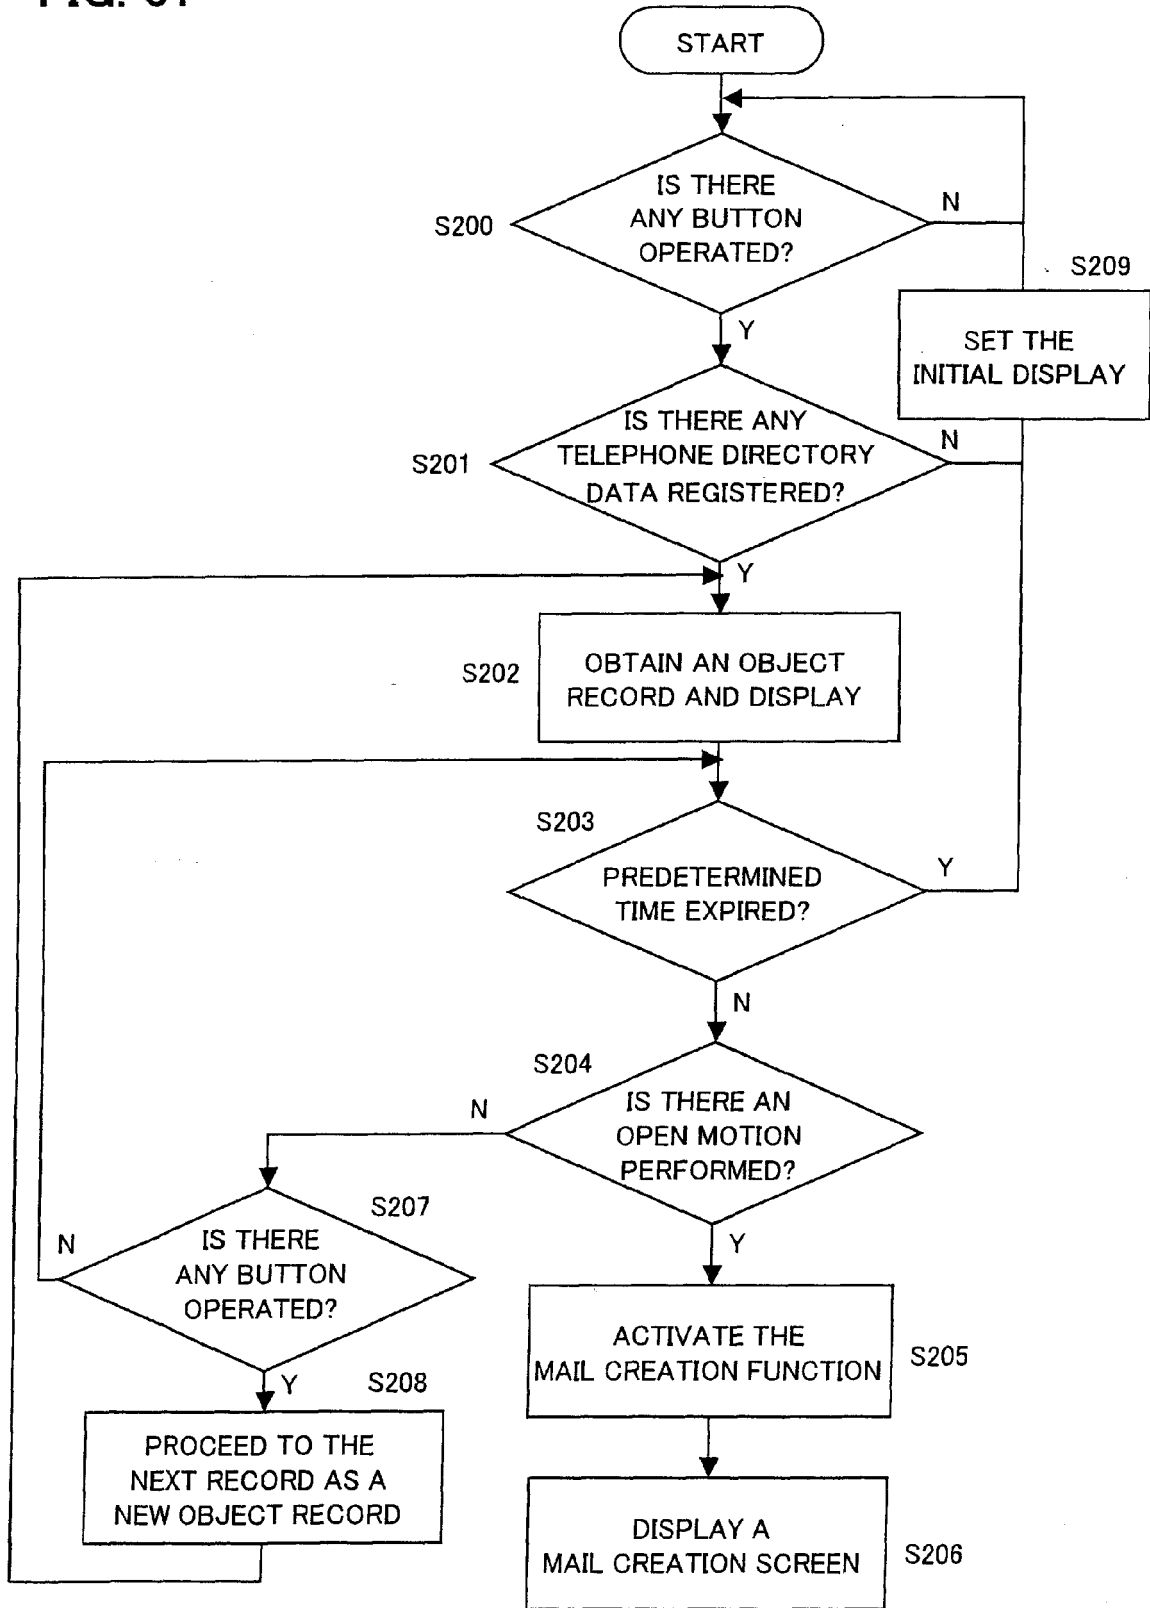 START
IS THERE
ANY BUTTON
OPERATED?
S200
N
Y
S209
SET THE
INITIAL DISPLAY
IS THERE ANY
TELEPHONE DIRECTORY
DATA REGISTERED?
S201
N
Y
S202
OBTAIN AN OBJECT
RECORD AND DISPLAY
S203
PREDETERMINED
TIME EXPIRED?
Y
N
S204
IS THERE AN
OPEN MOTION
PERFORMED?
N
Y
S207
IS THERE
ANY BUTTON
OPERATED?
N
Y
S208
PROCEED TO THE
NEXT RECORD AS A
NEW OBJECT RECORD
ACTIVATE THE
MAIL CREATION FUNCTION
S205
DISPLAY A
MAIL CREATION SCREEN
S206